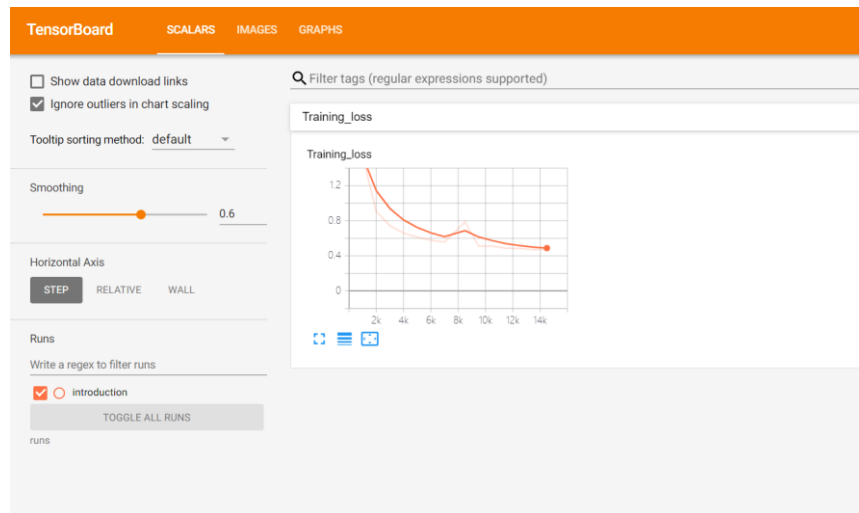 TensorBoard SCALARS IMAGES GRAPHS
Show data download links
Ignore outliers in chart scaling
Tooltip sorting method: default
Smoothing
0.6
Horizontal Axis
STEP RELATIVE WALL
Runs
Write a regex to filter runs
introduction
TOGGLE ALL RUNS
runs
Filter tags (regular expressions supported)
Training_loss
Training_loss
1.2
0.8
0.4
0
2k 4k 6k 8k 10k 12k 14k